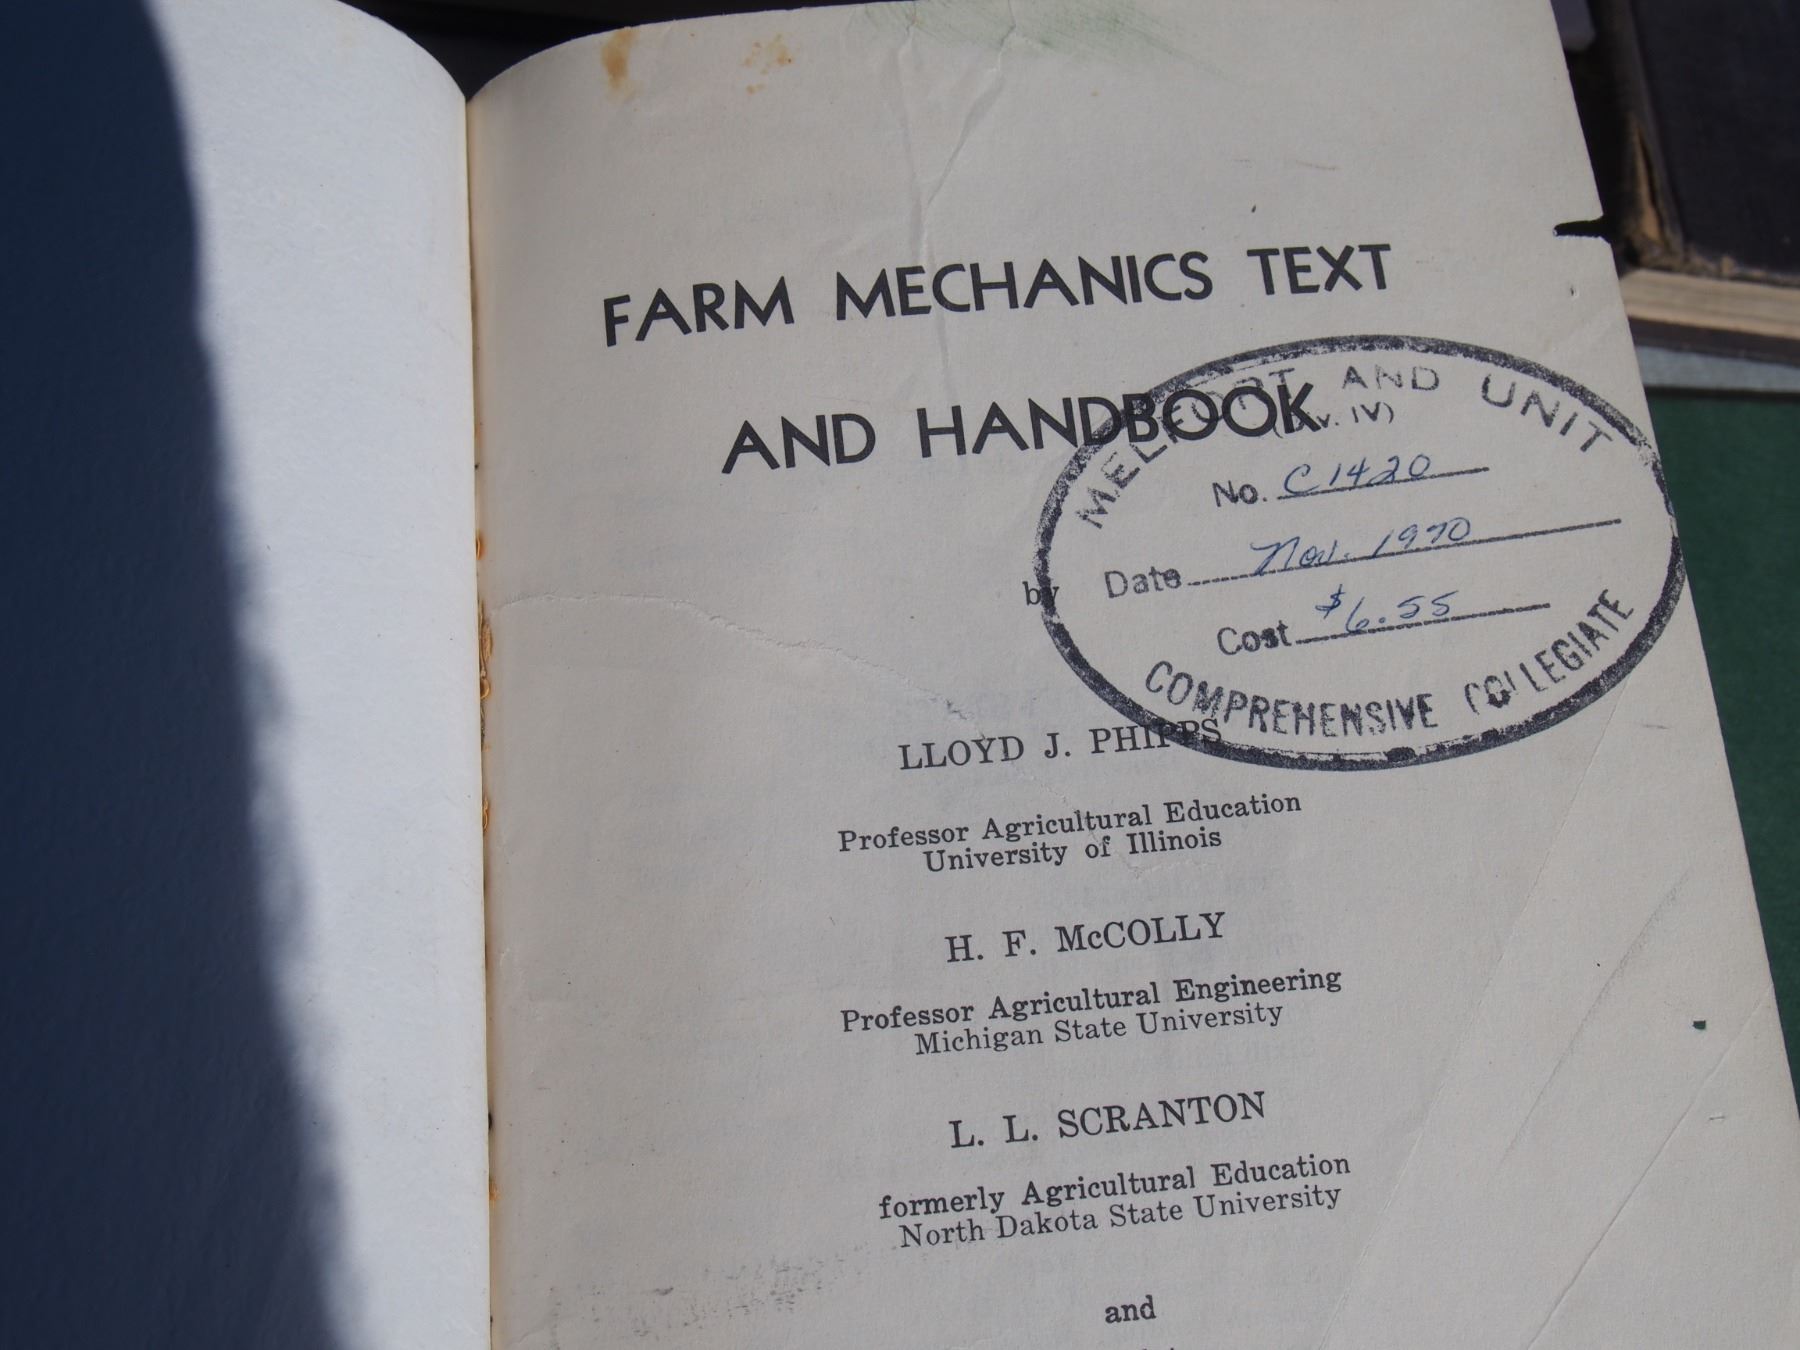 FARM MECHANICS TEXT
AND HANDBOOK
MELFORT AND UNIT
(Div. IV)
No. C1420
Date Nov. 1970
Cost $6.55
COMPREHENSIVE COLLEGIATE
by
LLOYD J. PHIPPS
Professor Agricultural Education
University of Illinois
H. F. McCOLLY
Professor Agricultural Engineering
Michigan State University
L. L. SCRANTON
formerly Agricultural Education
North Dakota State University
and